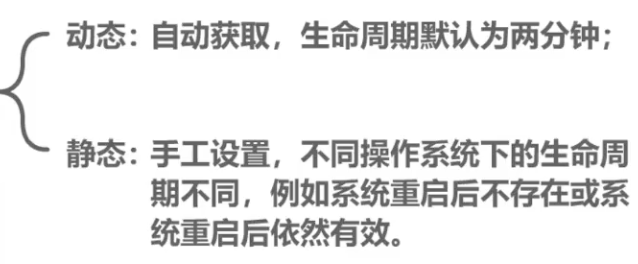 动态：自动获取，生命周期默认为两分钟；
静态：手工设置，不同操作系统下的生命周
期不同，例如系统重启后不存在或系
统重启后依然有效。